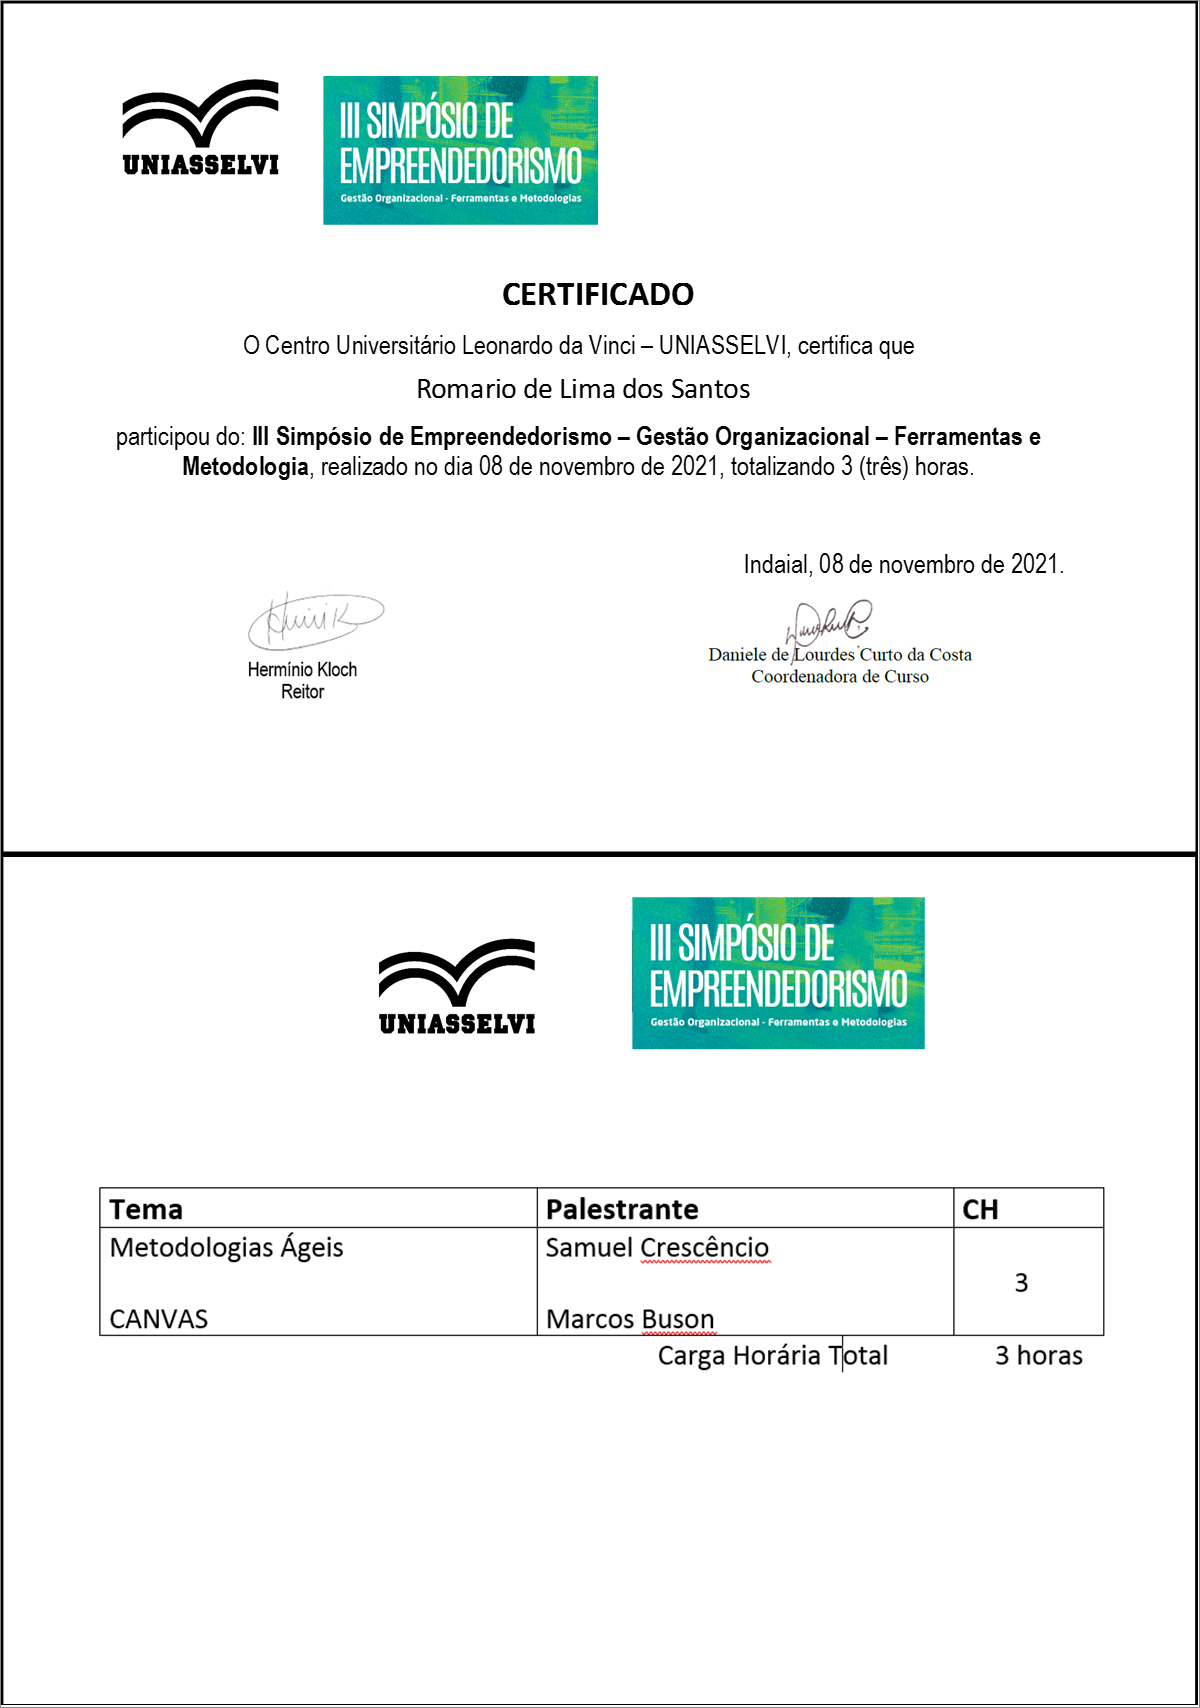 UNIASSELVI
III SIMPÓSIO DE
EMPREENDEDORISMO
Gestão Organizacional - Ferramentas e Metodologias
CERTIFICADO
O Centro Universitário Leonardo da Vinci – UNIASSELVI, certifica que
Romario de Lima dos Santos
participou do: III Simpósio de Empreendedorismo – Gestão Organizacional – Ferramentas e
Metodologia, realizado no dia 08 de novembro de 2021, totalizando 3 (três) horas.
Indaial, 08 de novembro de 2021.
Hermínio Kloch
Reitor
Daniele de Lourdes Curto da Costa
Coordenadora de Curso
UNIASSELVI
III SIMPÓSIO DE
EMPREENDEDORISMO
Gestão Organizacional - Ferramentas e Metodologias
Tema Palestrante CH
Metodologias Ágeis Samuel Crescêncio
3
CANVAS Marcos Buson
Carga Horária Total 3 horas